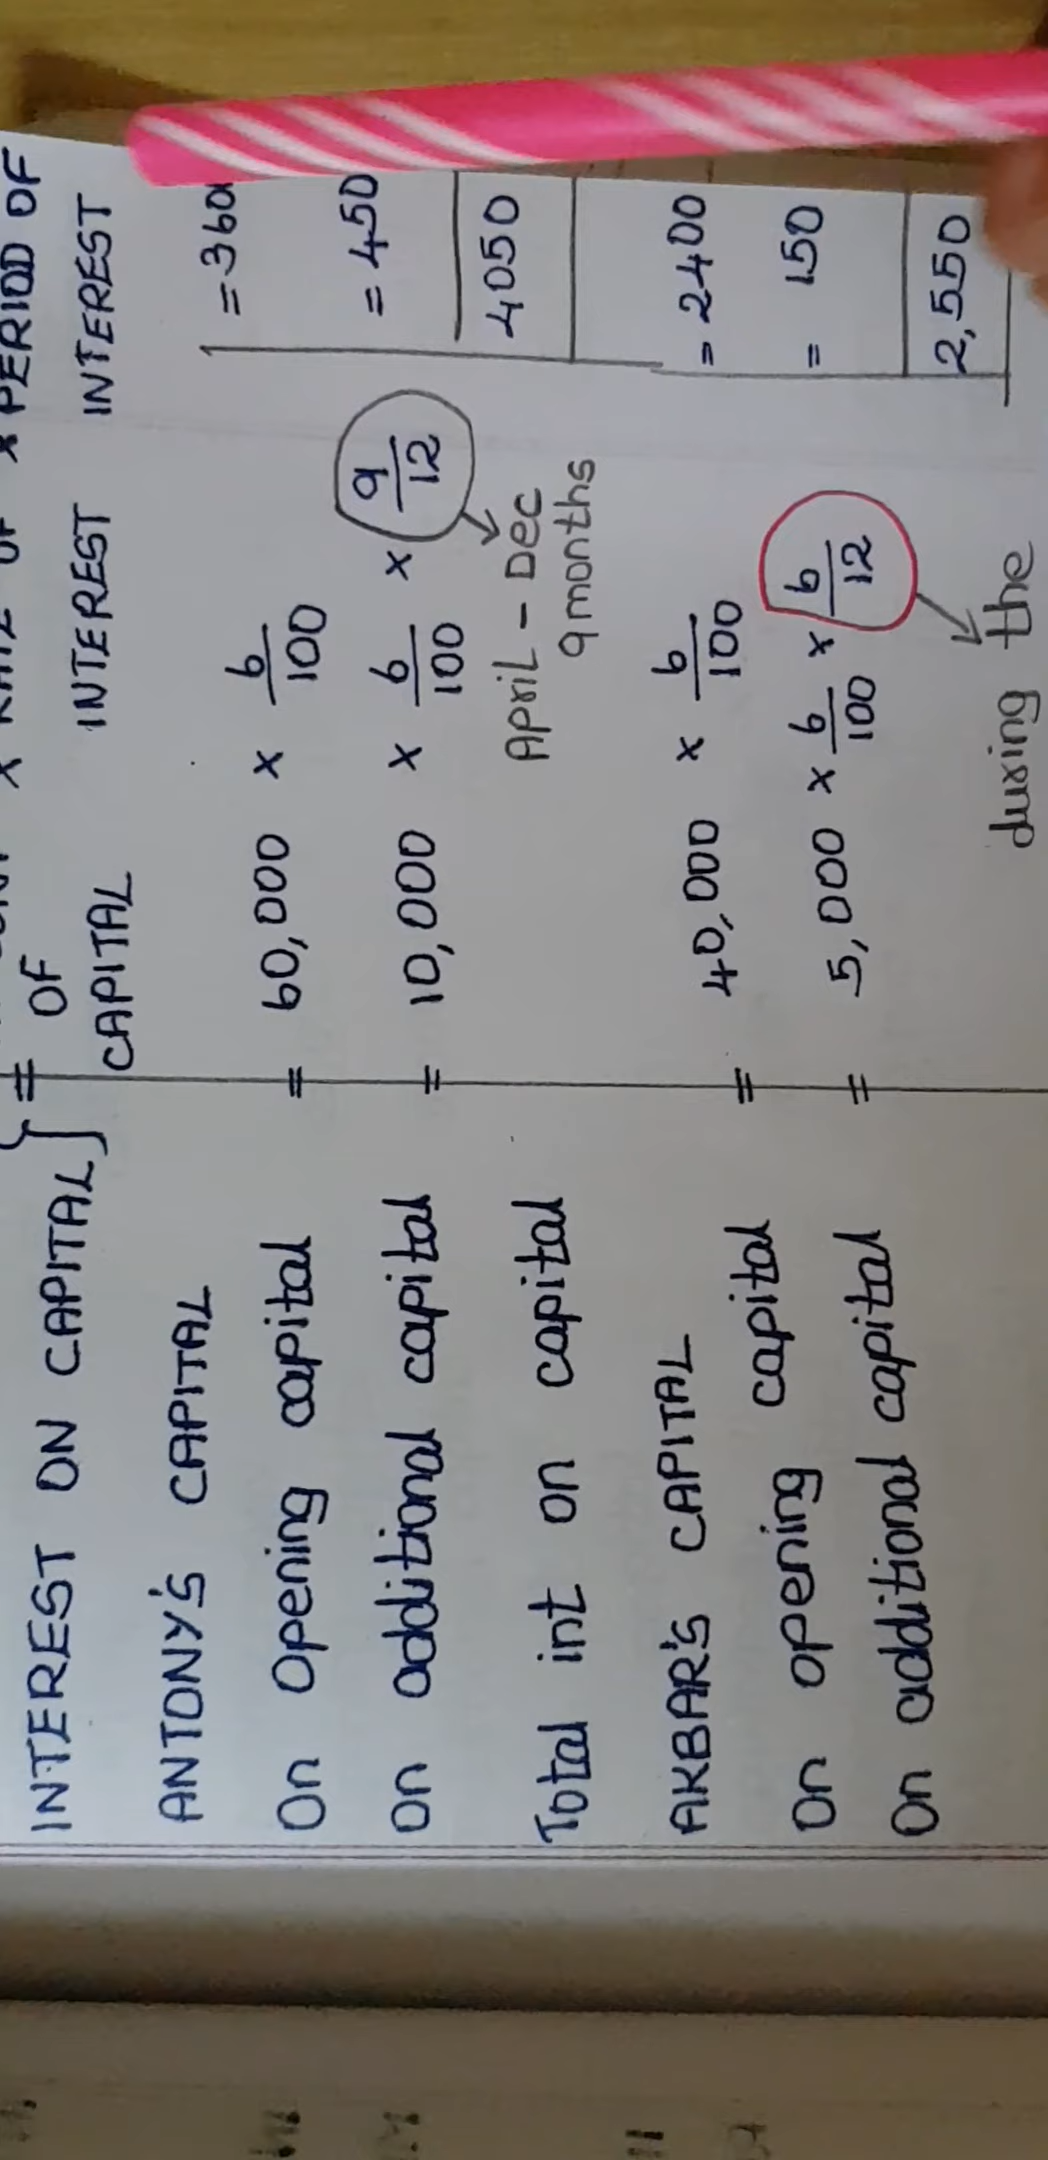 INTEREST ON CAPITAL } = OF × PERIOD OF
CAPITAL INTEREST INTEREST
ANTONY'S CAPITAL
On Opening capital = 60,000 × 6/100 = 360
On additional capital = 10,000 × 6/100 × 9/12 = 450
April - Dec
9 months
Total int on capital 4050
AKBAR'S CAPITAL
On opening capital = 40,000 × 6/100 = 2400
On additional capital = 5,000 × 6/100 × 6/12 = 150
2,550
during the